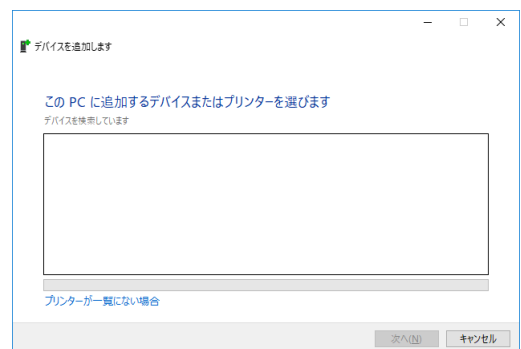 デバイスを追加します
この PC に追加するデバイスまたはプリンターを選びます
デバイスを検索しています
プリンターが一覧にない場合
次へ(N)
キャンセル